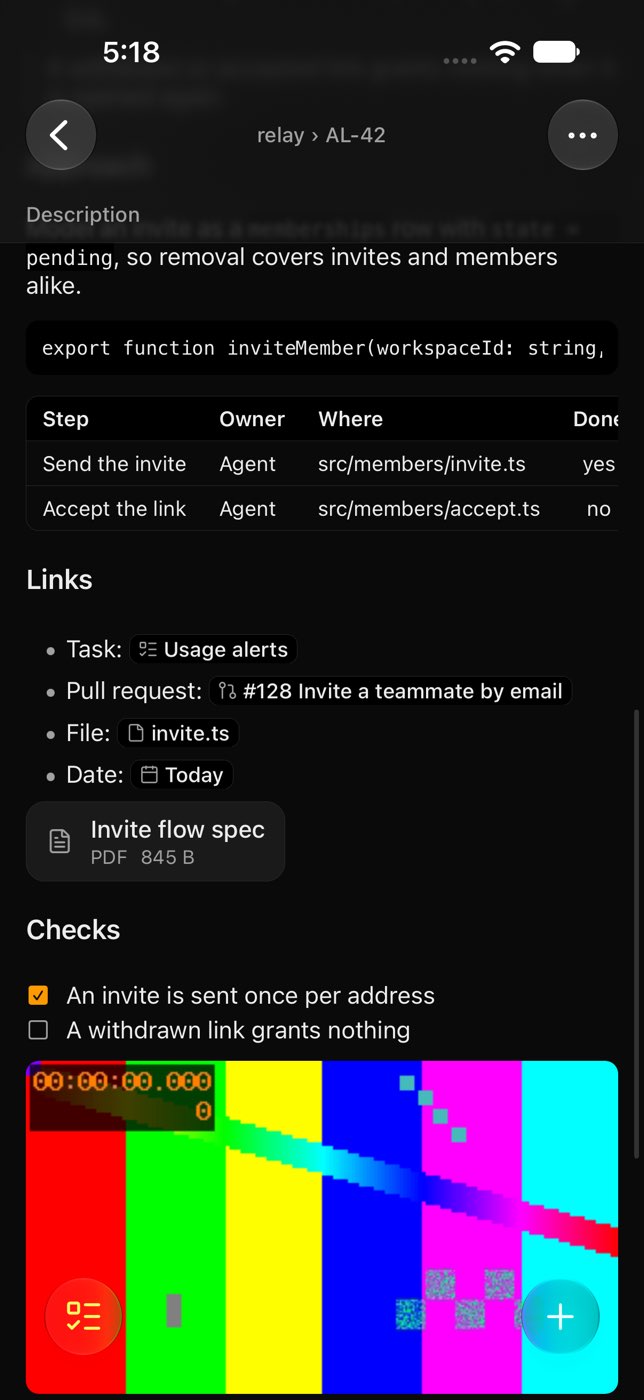 5:18
relay › AL-42
Description
pending, so removal covers invites and members
alike.
export function inviteMember(workspaceId: string,
Step Owner Where Done
Send the invite Agent src/members/invite.ts yes
Accept the link Agent src/members/accept.ts no
Links
Task: Usage alerts
Pull request: #128 Invite a teammate by email
File: invite.ts
Date: Today
Invite flow spec
PDF 845 B
Checks
An invite is sent once per address
A withdrawn link grants nothing
00:00:00.000
0